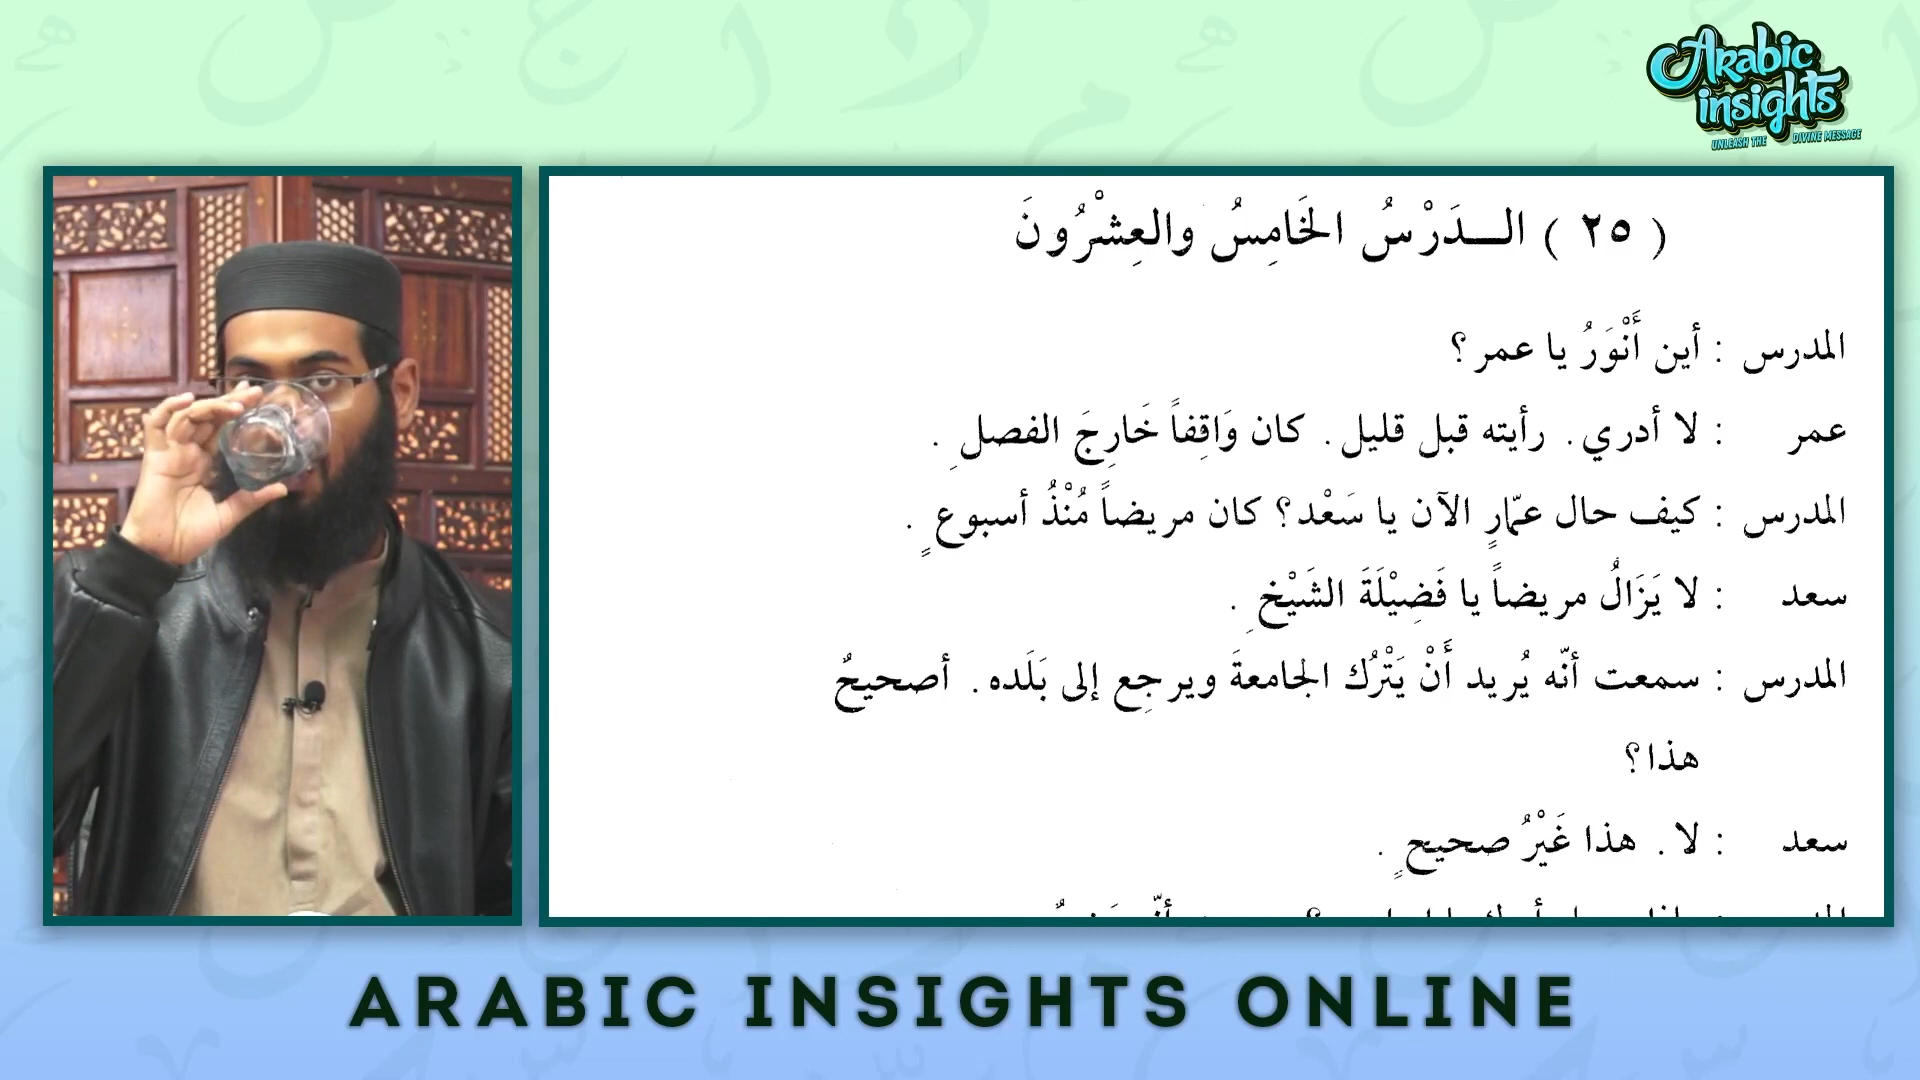 Arabic
insights
UNLEASH THE DIVINE MESSAGE
( ٢٥ ) الـــدَرْسُ الخَامِسُ والعِشْرُونَ
المدرس : أين أَنْوَرُ يا عمر ؟
عمر : لا أدري . رأيته قبل قليل . كان وَاقِفاً خَارِجَ الفصلِ .
المدرس : كيف حال عمّارٍ الآن يا سَعْد ؟ كان مريضاً مُنْذُ أسبوعٍ .
سعد : لا يَزَالُ مريضاً يا فَضِيْلَةَ الشَيْخِ .
المدرس : سمعت أنّه يُريد أَنْ يَتْرُك الجامعةَ ويرجِع إلى بَلَده . أصحيحٌ
هذا ؟
سعد : لا . هذا غَيْرُ صحيحٍ .
ARABIC INSIGHTS ONLINE